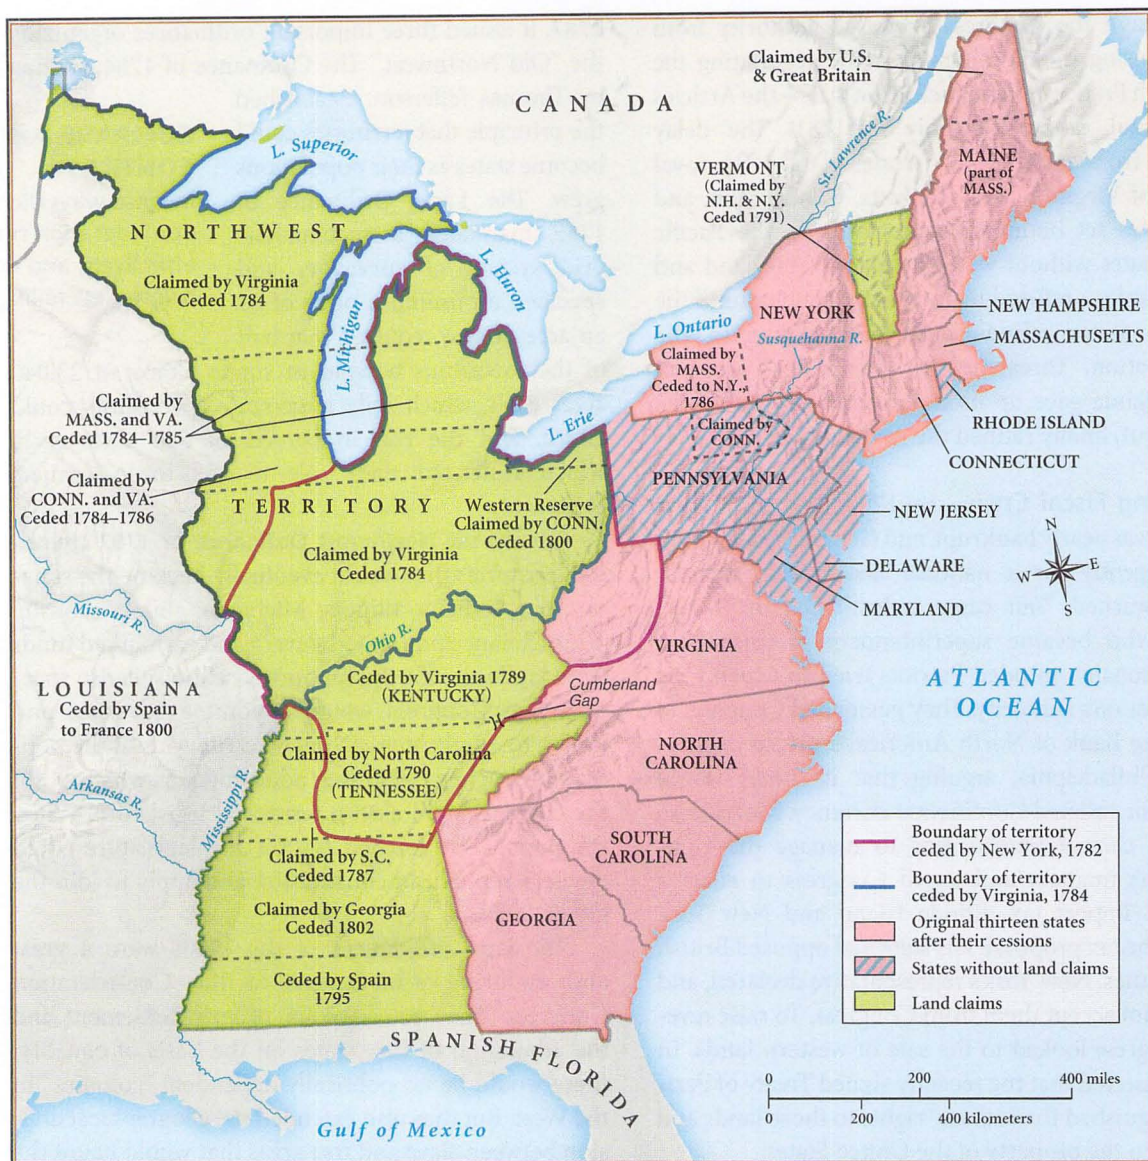 Claimed by U.S.
& Great Britain
CANADA
St. Lawrence R.
MAINE
(part of
MASS.)
VERMONT
(Claimed by
N.H. & N.Y.
Ceded 1791)
L. Superior
NORTHWEST
Claimed by Virginia
Ceded 1784
L. Huron
L. Michigan
L. Ontario
NEW YORK
Susquehanna R.
NEW HAMPSHIRE
MASSACHUSETTS
Claimed by
MASS.
Ceded to N.Y.,
1786
RHODE ISLAND
CONNECTICUT
Claimed by
MASS. and VA.
Ceded 1784–1785
L. Erie
Claimed by
CONN.
PENNSYLVANIA
Claimed by
CONN. and VA.
Ceded 1784–1786
TERRITORY
Western Reserve
Claimed by CONN.
Ceded 1800
NEW JERSEY
DELAWARE
MARYLAND
N
W
E
S
Claimed by Virginia
Ceded 1784
Missouri R.
Ohio R.
VIRGINIA
Ceded by Virginia 1789
(KENTUCKY)
Cumberland
Gap
LOUISIANA
Ceded by Spain
to France 1800
ATLANTIC
OCEAN
Claimed by North Carolina
Ceded 1790
(TENNESSEE)
NORTH
CAROLINA
Arkansas R.
Mississippi R.
SOUTH
CAROLINA
Claimed by S.C.
Ceded 1787
Claimed by Georgia
Ceded 1802
GEORGIA
Ceded by Spain
1795
SPANISH FLORIDA
Gulf of Mexico
Boundary of territory
ceded by New York, 1782
Boundary of territory
ceded by Virginia, 1784
Original thirteen states
after their cessions
States without land claims
Land claims
0 200 400 miles
0 200 400 kilometers